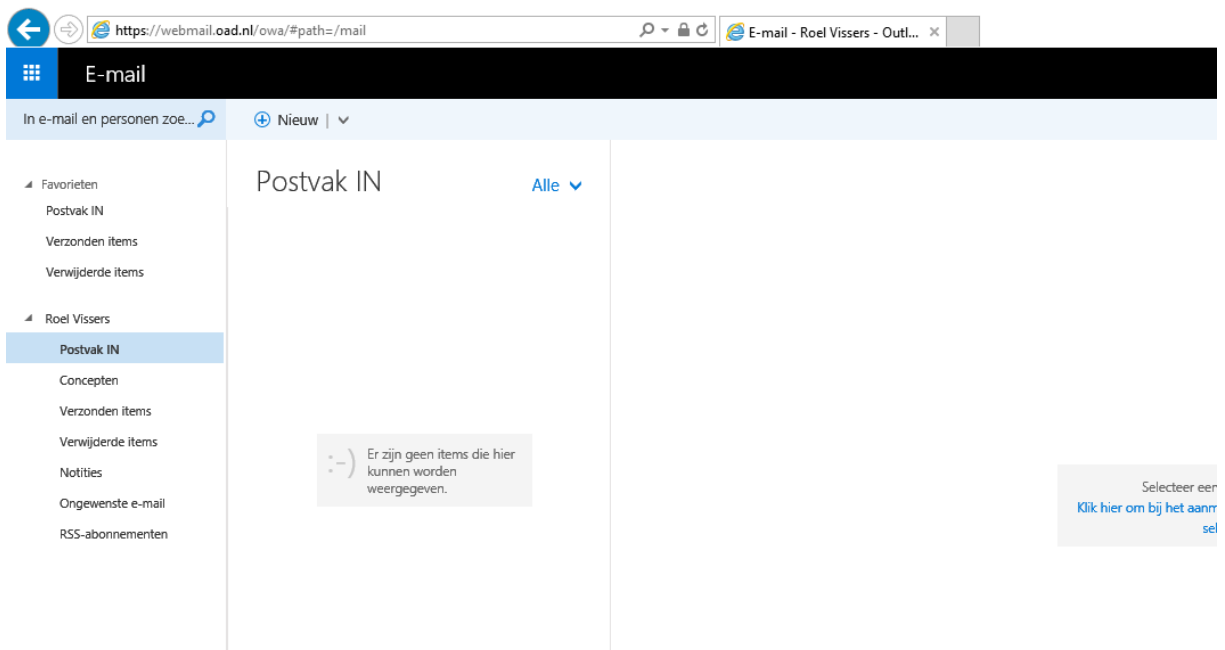 https://webmail.oad.nl/owa/#path=/mail
E-mail - Roel Vissers - Outl...
E-mail
In e-mail en personen zoe...
Nieuw
Favorieten
Postvak IN
Verzonden items
Verwijderde items
Roel Vissers
Postvak IN
Concepten
Verzonden items
Verwijderde items
Notities
Ongewenste e-mail
RSS-abonnementen
Postvak IN
Alle
:-)
Er zijn geen items die hier
kunnen worden
weergegeven.
Selecteer een
Klik hier om bij het aanm
sel